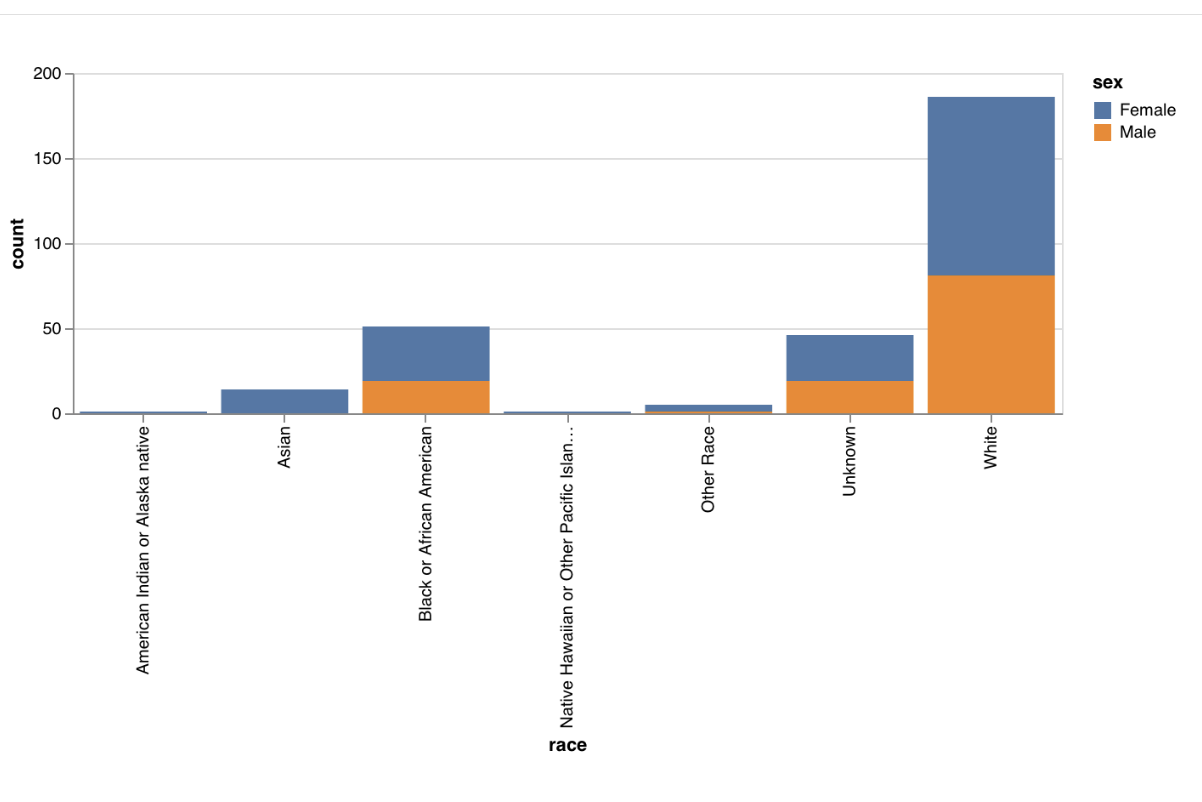 200
150
100
50
0
count
American Indian or Alaska native
Asian
Black or African American
Native Hawaiian or Other Pacific Islan…
Other Race
Unknown
White
race
sex
Female
Male